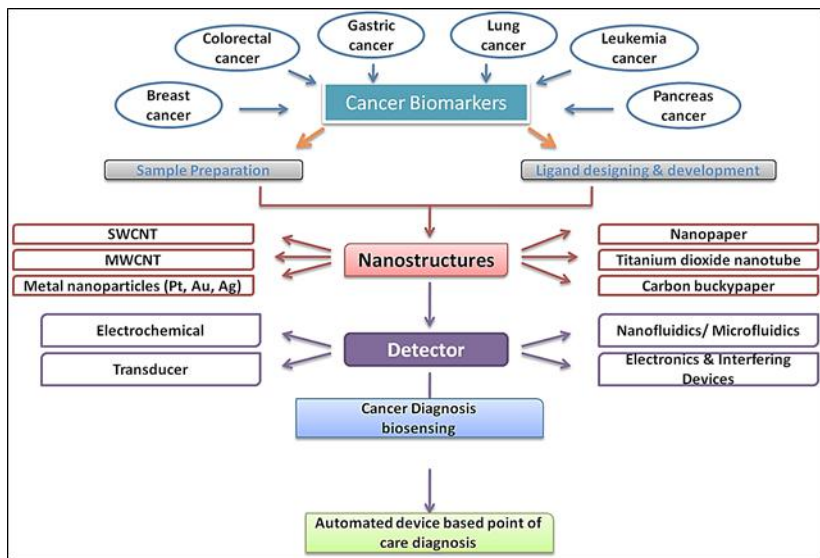 Gastric
cancer
Lung
cancer
Colorectal
cancer
Leukemia
cancer
Breast
cancer
Cancer Biomarkers
Pancreas
cancer
Sample Preparation
Ligand designing & development
SWCNT
MWCNT
Metal nanoparticles (Pt, Au, Ag)
Nanostructures
Nanopaper
Titanium dioxide nanotube
Carbon buckypaper
Electrochemical
Transducer
Detector
Nanofluidics/ Microfluidics
Electronics & Interfering
Devices
Cancer Diagnosis
biosensing
Automated device based point of
care diagnosis